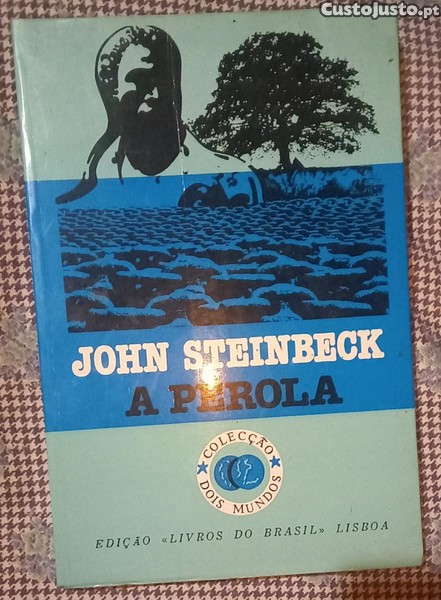 CustoJusto.pt
JOHN STEINBECK
A PÉROLA
COLECÇÃO
DOIS MUNDOS
EDIÇÃO «LIVROS DO BRASIL» LISBOA